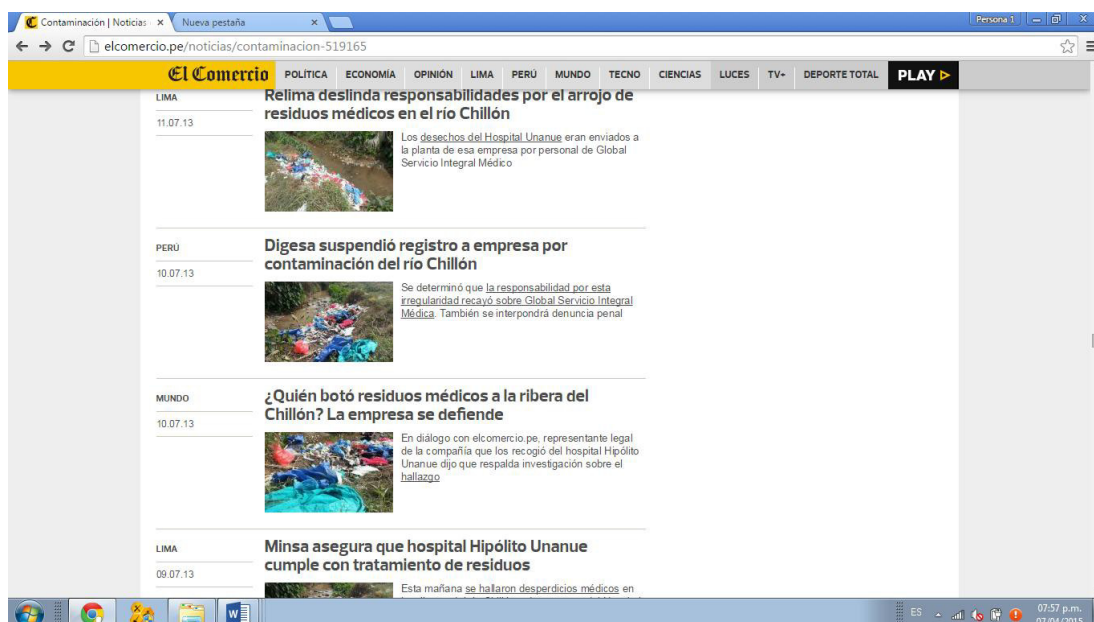 Contaminación | Noticias
Nueva pestaña
Persona 1
elcomercio.pe/noticias/contaminacion-519165
El Comercio POLÍTICA ECONOMÍA OPINIÓN LIMA PERÚ MUNDO TECNO CIENCIAS LUCES TV+ DEPORTE TOTAL PLAY
LIMA
11.07.13
Relima deslinda responsabilidades por el arrojo de
residuos médicos en el río Chillón
Los desechos del Hospital Unanue eran enviados a
la planta de esa empresa por personal de Global
Servicio Integral Médico
PERÚ
10.07.13
Digesa suspendió registro a empresa por
contaminación del río Chillón
Se determinó que la responsabilidad por esta
irregularidad recayó sobre Global Servicio Integral
Médica. También se interpondrá denuncia penal
MUNDO
10.07.13
¿Quién botó residuos médicos a la ribera del
Chillón? La empresa se defiende
En diálogo con elcomercio.pe, representante legal
de la compañía que los recogió del hospital Hipólito
Unanue dijo que respalda investigación sobre el
hallazgo
LIMA
09.07.13
Minsa asegura que hospital Hipólito Unanue
cumple con tratamiento de residuos
Esta mañana se hallaron desperdicios médicos en
ES
07:57 p.m.
07/04/2015